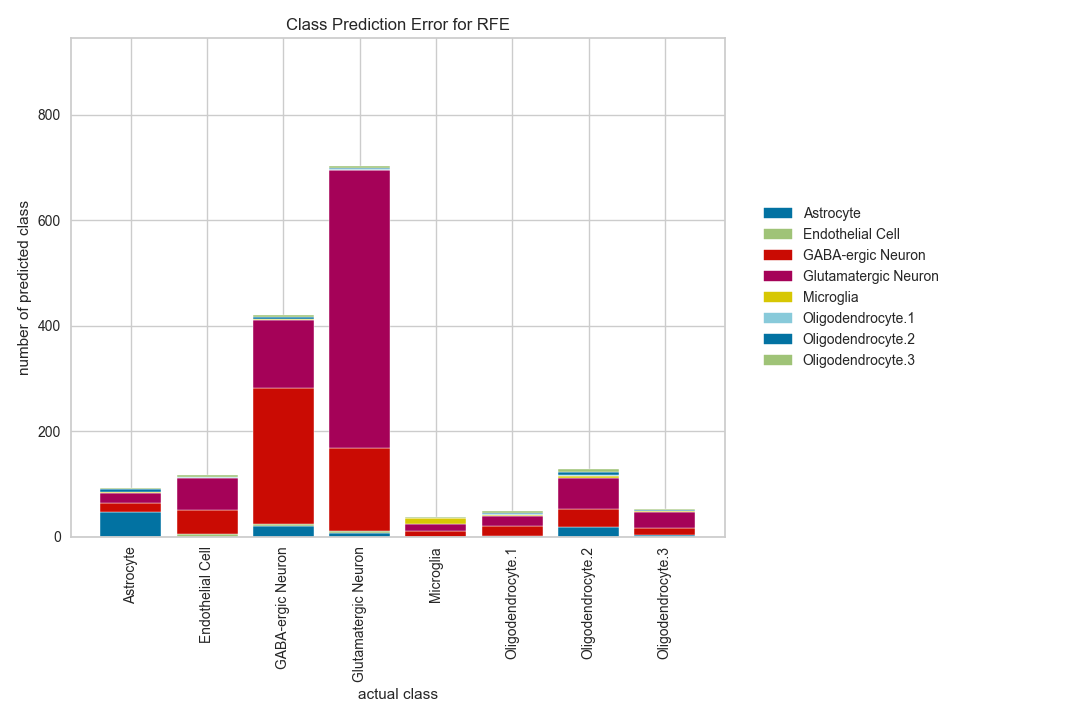 Class Prediction Error for RFE
number of predicted class
800
600
400
200
0
Astrocyte
Endothelial Cell
GABA-ergic Neuron
Glutamatergic Neuron
Microglia
Oligodendrocyte.1
Oligodendrocyte.2
Oligodendrocyte.3
actual class
Astrocyte
Endothelial Cell
GABA-ergic Neuron
Glutamatergic Neuron
Microglia
Oligodendrocyte.1
Oligodendrocyte.2
Oligodendrocyte.3